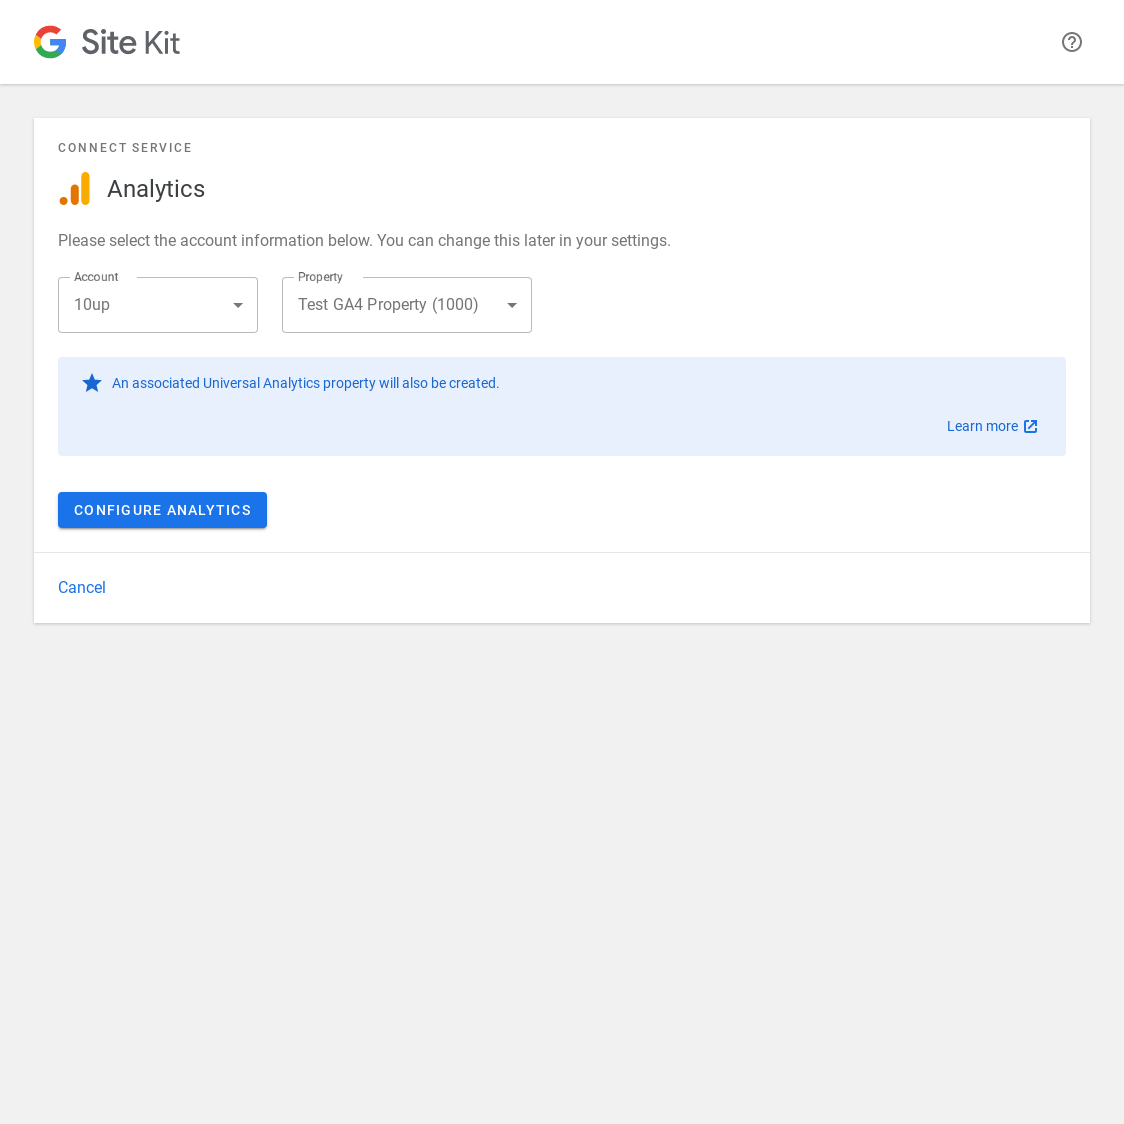 Site Kit
CONNECT SERVICE
Analytics
Please select the account information below. You can change this later in your settings.
Account
Property
10up
Test GA4 Property (1000)
An associated Universal Analytics property will also be created.
Learn more
CONFIGURE ANALYTICS
Cancel